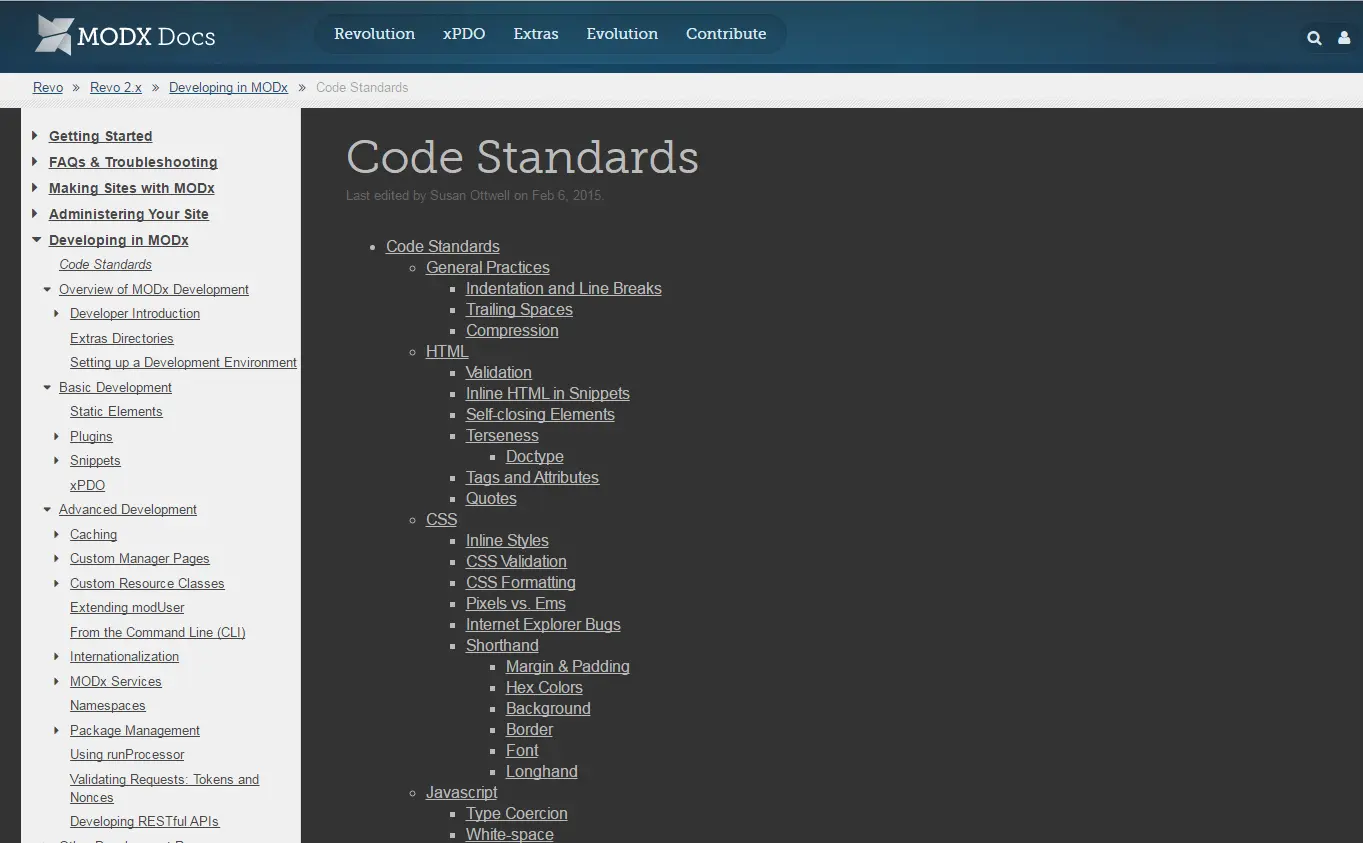 MODX Docs
Revolution xPDO Extras Evolution Contribute
Revo » Revo 2.x » Developing in MODx » Code Standards
Getting Started
FAQs & Troubleshooting
Making Sites with MODx
Administering Your Site
Developing in MODx
Code Standards
Overview of MODx Development
Developer Introduction
Extras Directories
Setting up a Development Environment
Basic Development
Static Elements
Plugins
Snippets
xPDO
Advanced Development
Caching
Custom Manager Pages
Custom Resource Classes
Extending modUser
From the Command Line (CLI)
Internationalization
MODx Services
Namespaces
Package Management
Using runProcessor
Validating Requests: Tokens and
Nonces
Developing RESTful APIs
Code Standards
Last edited by Susan Ottwell on Feb 6, 2015.
Code Standards
General Practices
Indentation and Line Breaks
Trailing Spaces
Compression
HTML
Validation
Inline HTML in Snippets
Self-closing Elements
Terseness
Doctype
Tags and Attributes
Quotes
CSS
Inline Styles
CSS Validation
CSS Formatting
Pixels vs. Ems
Internet Explorer Bugs
Shorthand
Margin & Padding
Hex Colors
Background
Border
Font
Longhand
Javascript
Type Coercion
White-space